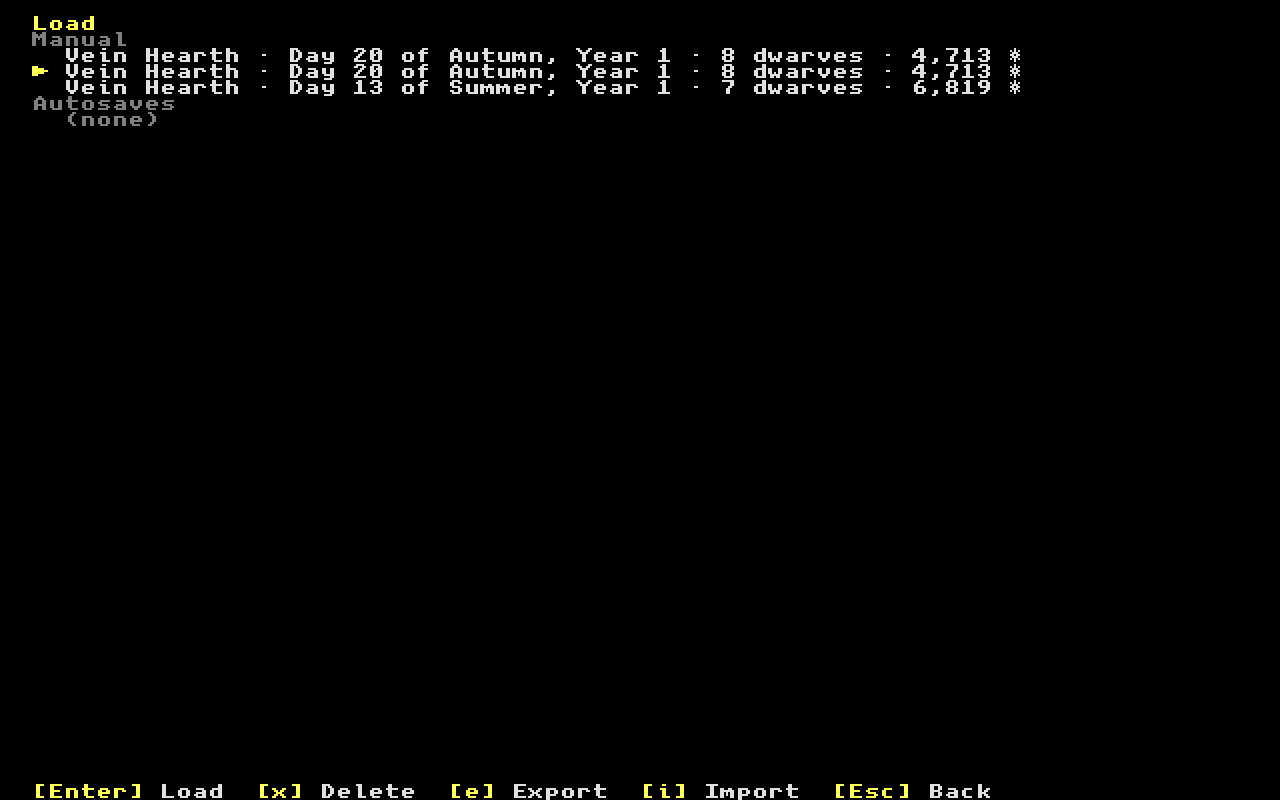 Load
Manual
Vein Hearth · Day 20 of Autumn, Year 1 · 8 dwarves · 4,713 *
► Vein Hearth · Day 20 of Autumn, Year 1 · 8 dwarves · 4,713 *
Vein Hearth · Day 13 of Summer, Year 1 · 7 dwarves · 6,819 *
Autosaves
(none)
[Enter] Load [x] Delete [e] Export [i] Import [Esc] Back